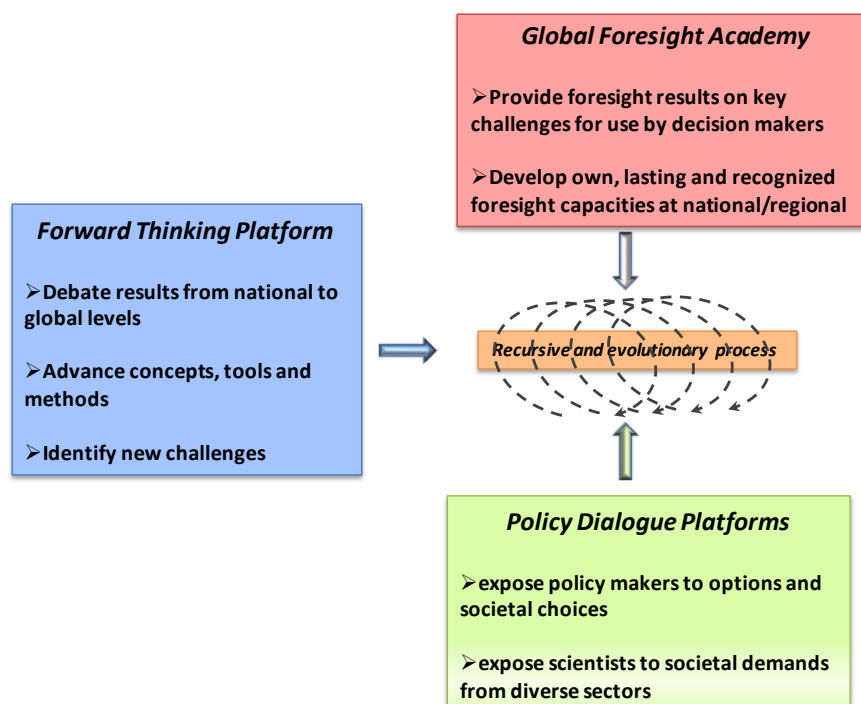 Global Foresight Academy
➢Provide foresight results on key
challenges for use by decision makers
➢Develop own, lasting and recognized
foresight capacities at national/regional
Forward Thinking Platform
➢Debate results from national to
global levels
➢Advance concepts, tools and
methods
➢Identify new challenges
Recursive and evolutionary process
Policy Dialogue Platforms
➢expose policy makers to options and
societal choices
➢expose scientists to societal demands
from diverse sectors